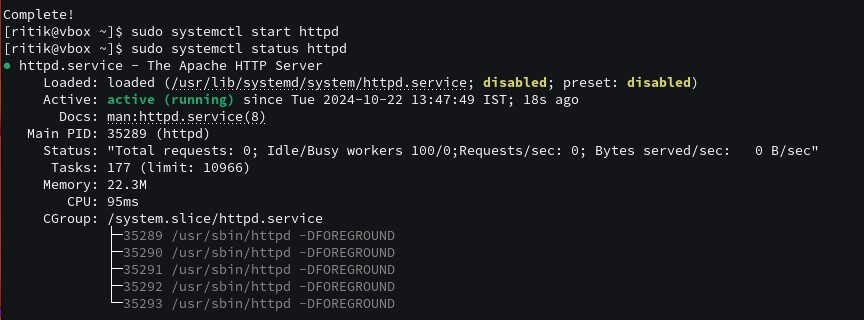 Complete!
[ritik@vbox ~]$ sudo systemctl start httpd
[ritik@vbox ~]$ sudo systemctl status httpd
● httpd.service - The Apache HTTP Server
     Loaded: loaded (/usr/lib/systemd/system/httpd.service; disabled; preset: disabled)
     Active: active (running) since Tue 2024-10-22 13:47:49 IST; 18s ago
       Docs: man:httpd.service(8)
   Main PID: 35289 (httpd)
     Status: "Total requests: 0; Idle/Busy workers 100/0;Requests/sec: 0; Bytes served/sec:   0 B/sec"
      Tasks: 177 (limit: 10966)
     Memory: 22.3M
        CPU: 95ms
     CGroup: /system.slice/httpd.service
             ├─35289 /usr/sbin/httpd -DFOREGROUND
             ├─35290 /usr/sbin/httpd -DFOREGROUND
             ├─35291 /usr/sbin/httpd -DFOREGROUND
             ├─35292 /usr/sbin/httpd -DFOREGROUND
             └─35293 /usr/sbin/httpd -DFOREGROUND